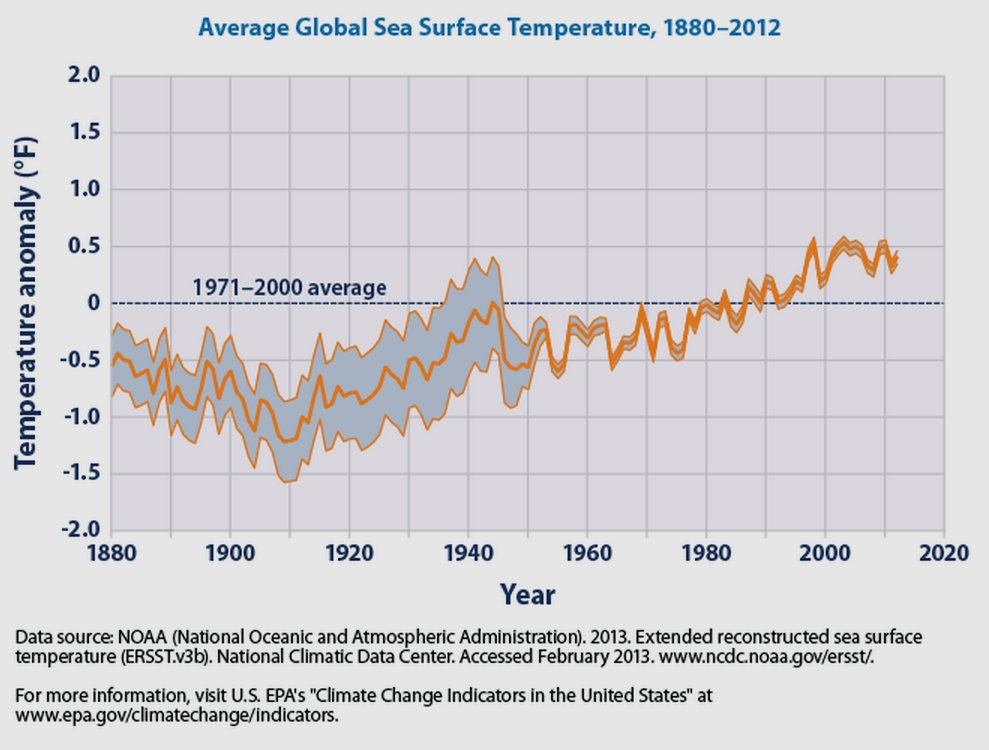 Average Global Sea Surface Temperature, 1880–2012
Temperature anomaly (°F)
2.0
1.5
1.0
0.5
0
-0.5
-1.0
-1.5
-2.0
1971–2000 average
1880 1900 1920 1940 1960 1980 2000 2020
Year
Data source: NOAA (National Oceanic and Atmospheric Administration). 2013. Extended reconstructed sea surface
temperature (ERSST.v3b). National Climatic Data Center. Accessed February 2013. www.ncdc.noaa.gov/ersst/.
For more information, visit U.S. EPA's "Climate Change Indicators in the United States" at
www.epa.gov/climatechange/indicators.